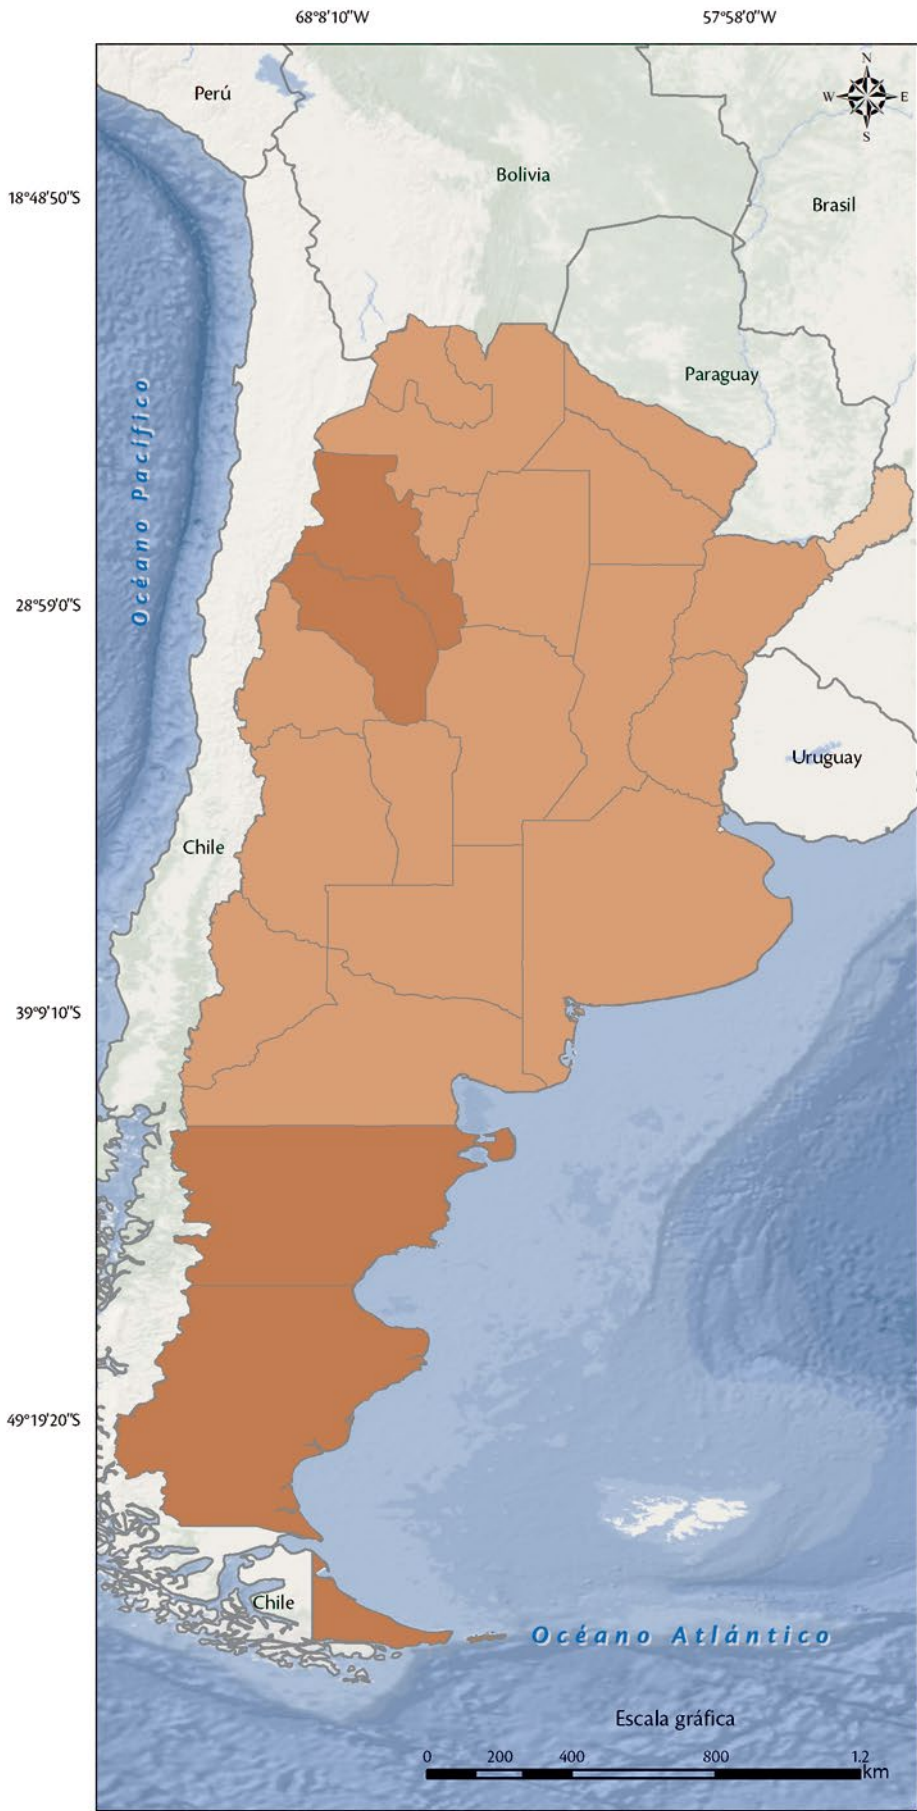 68°8'10"W
57°58'0"W
N
W
E
S
Perú
18°48'50"S
Bolivia
Brasil
Paraguay
Océano Pacífico
28°59'0"S
Uruguay
Chile
39°9'10"S
49°19'20"S
Chile
Océano Atlántico
Escala gráfica
0 200 400 800 1.2
km